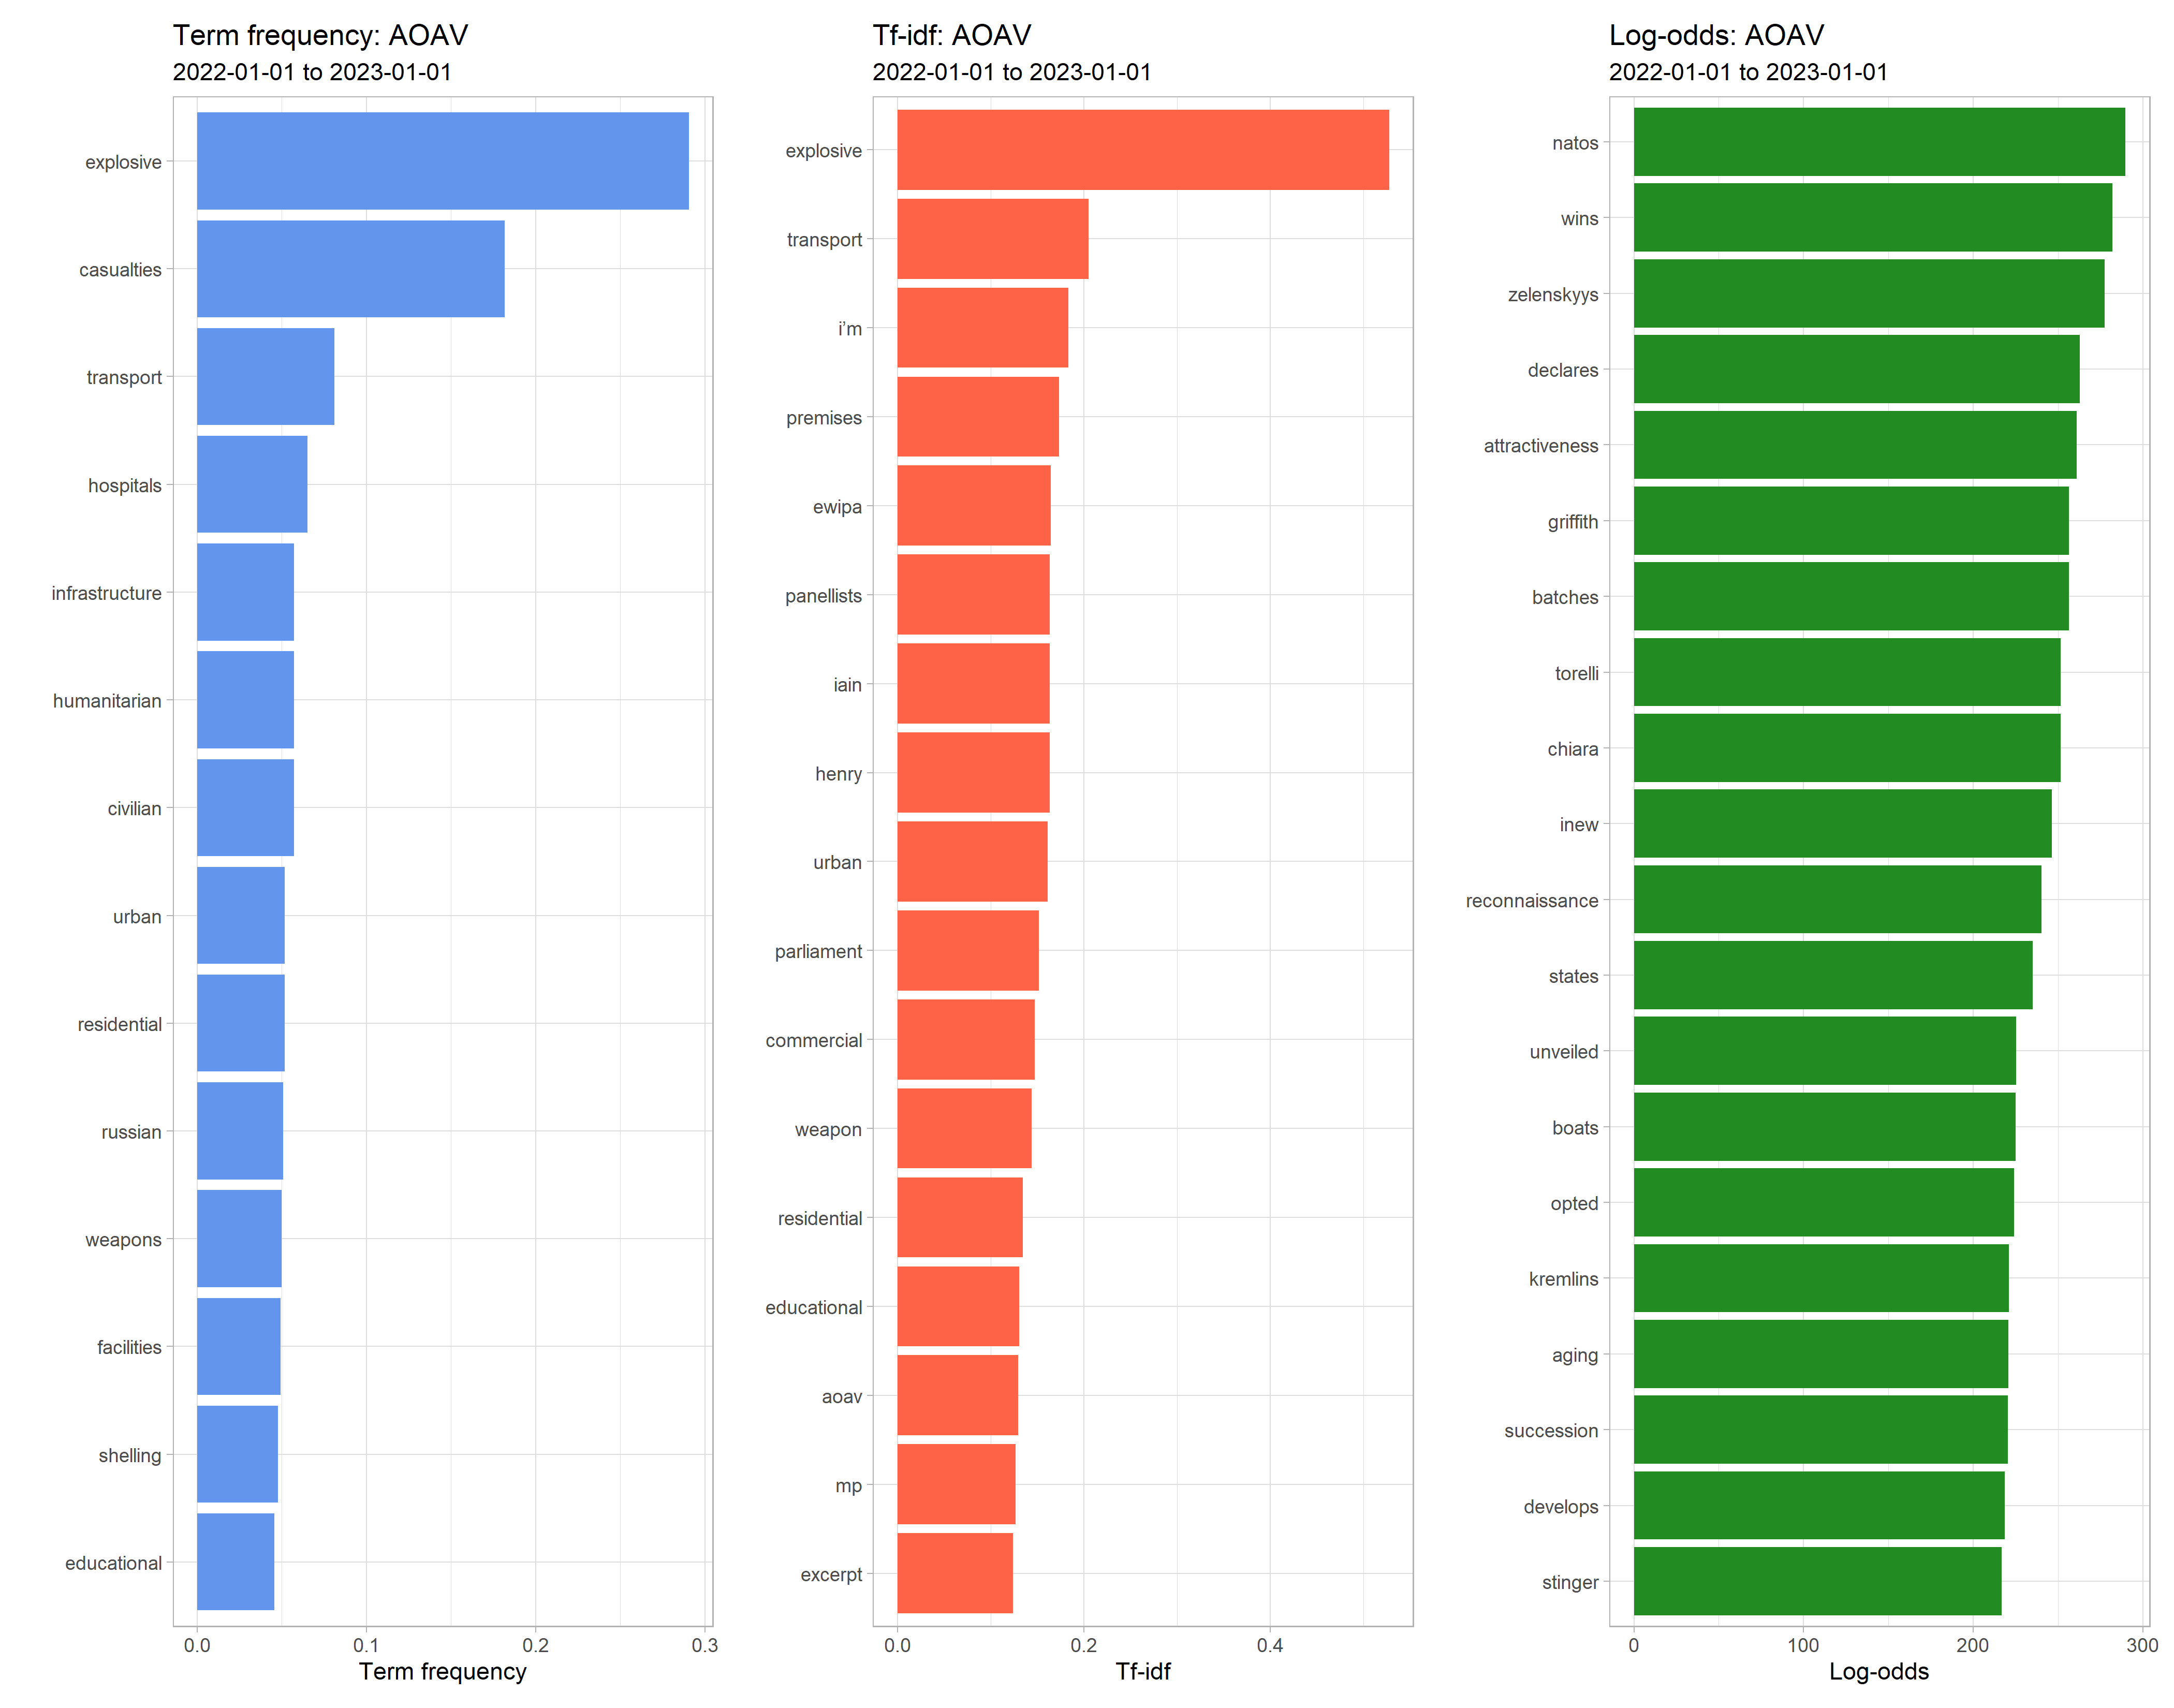 Term frequency: AOAV
2022-01-01 to 2023-01-01
explosive
casualties
transport
hospitals
infrastructure
humanitarian
civilian
urban
residential
russian
weapons
facilities
shelling
educational
0.0 0.1 0.2 0.3
Term frequency
Tf-idf: AOAV
2022-01-01 to 2023-01-01
explosive
transport
i’m
premises
ewipa
panellists
iain
henry
urban
parliament
commercial
weapon
residential
educational
aoav
mp
excerpt
0.0 0.2 0.4
Tf-idf
Log-odds: AOAV
2022-01-01 to 2023-01-01
natos
wins
zelenskyys
declares
attractiveness
griffith
batches
torelli
chiara
inew
reconnaissance
states
unveiled
boats
opted
kremlins
aging
succession
develops
stinger
0 100 200 300
Log-odds